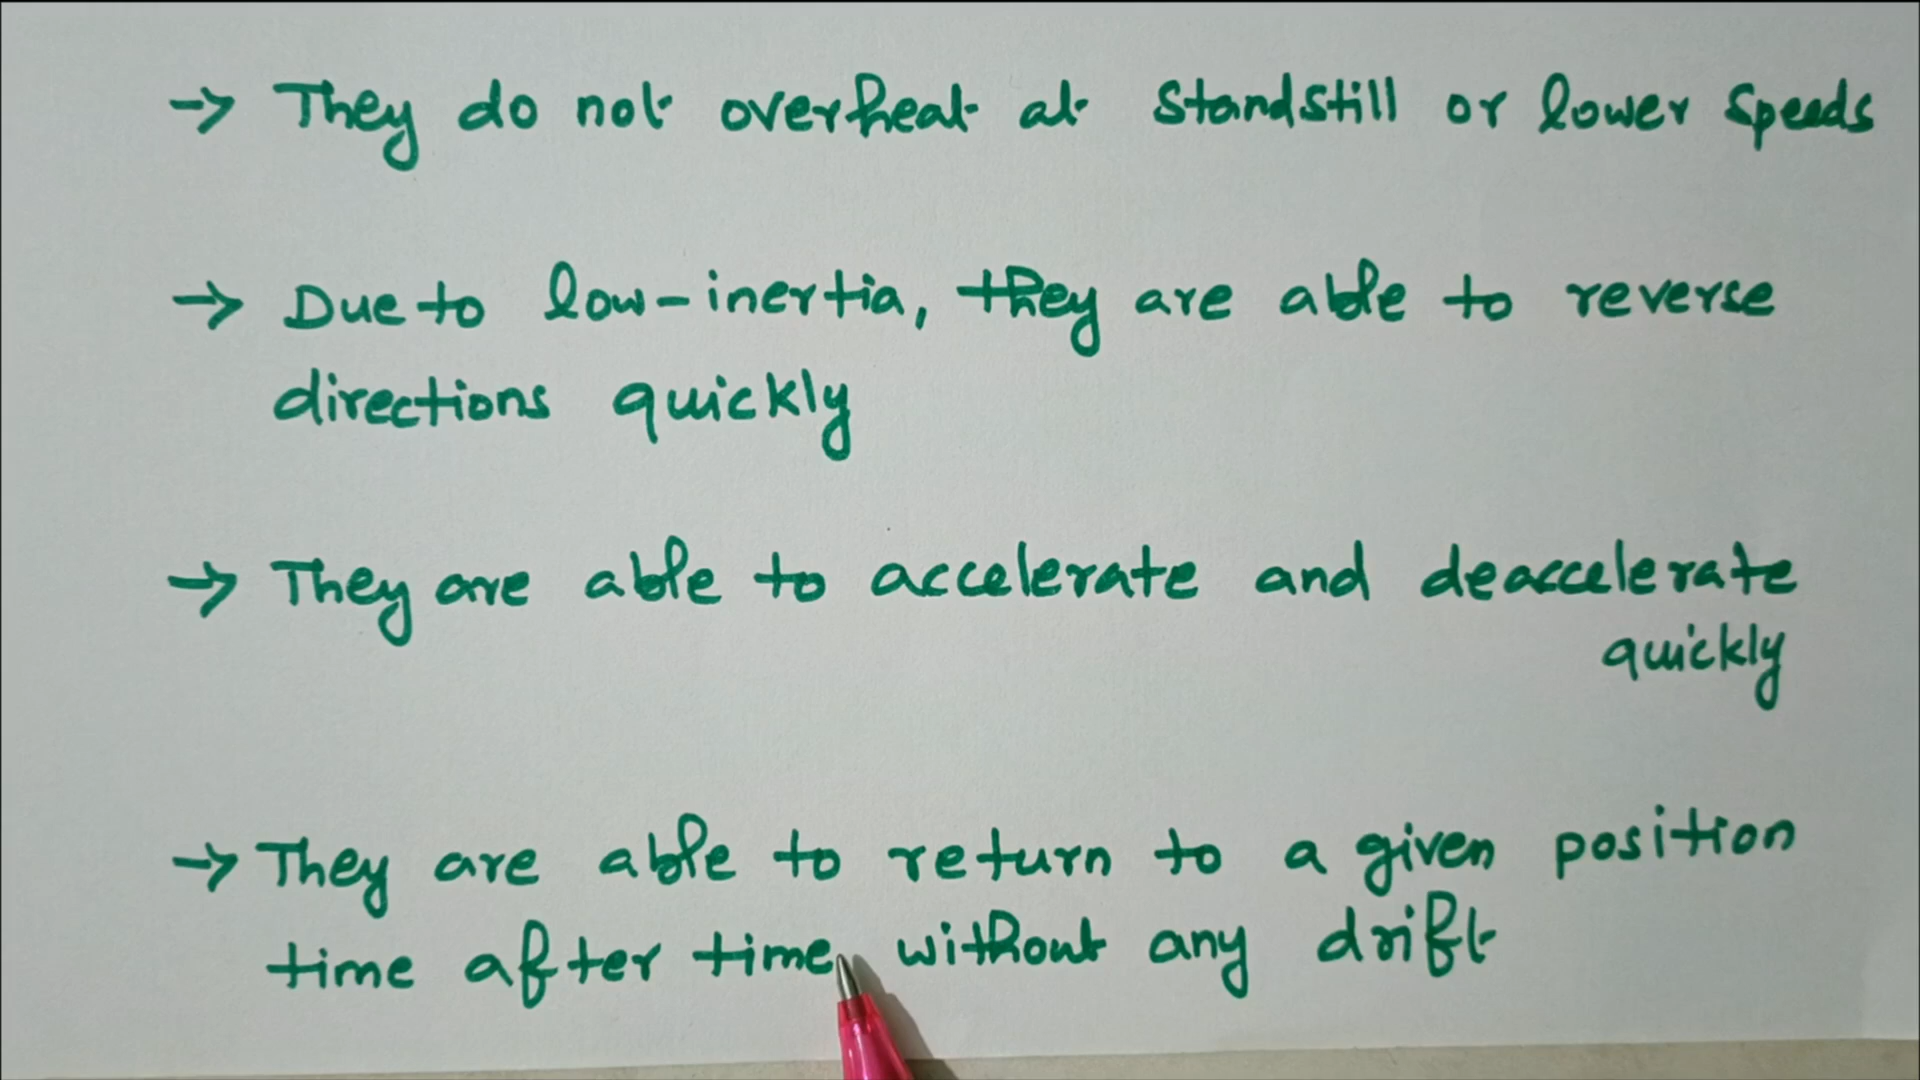 → They do not overheat at standstill or lower speeds
→ Due to low-inertia, they are able to reverse
directions quickly
→ They are able to accelerate and deaccelerate
quickly
→ They are able to return to a given position
time after time without any drift